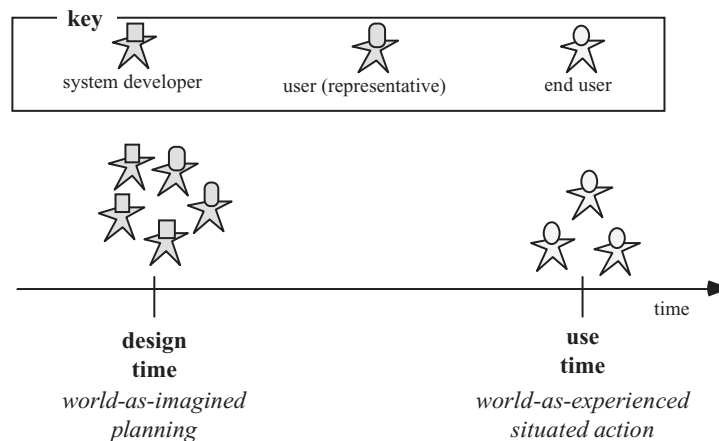 key
system developer
user (representative)
end user
time
design
time
world-as-imagined
planning
use
time
world-as-experienced
situated action